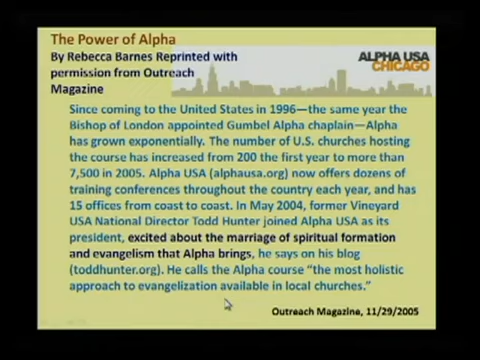 The Power of Alpha
By Rebecca Barnes Reprinted with
permission from Outreach
Magazine
ALPHA USA
CHICAGO
Since coming to the United States in 1996—the same year the
Bishop of London appointed Gumbel Alpha chaplain—Alpha
has grown exponentially. The number of U.S. churches hosting
the course has increased from 200 the first year to more than
7,500 in 2005. Alpha USA (alphausa.org) now offers dozens of
training conferences throughout the country each year, and has
15 offices from coast to coast. In May 2004, former Vineyard
USA National Director Todd Hunter joined Alpha USA as its
president, excited about the marriage of spiritual formation
and evangelism that Alpha brings, he says on his blog
(toddhunter.org). He calls the Alpha course “the most holistic
approach to evangelization available in local churches.”
Outreach Magazine, 11/29/2005